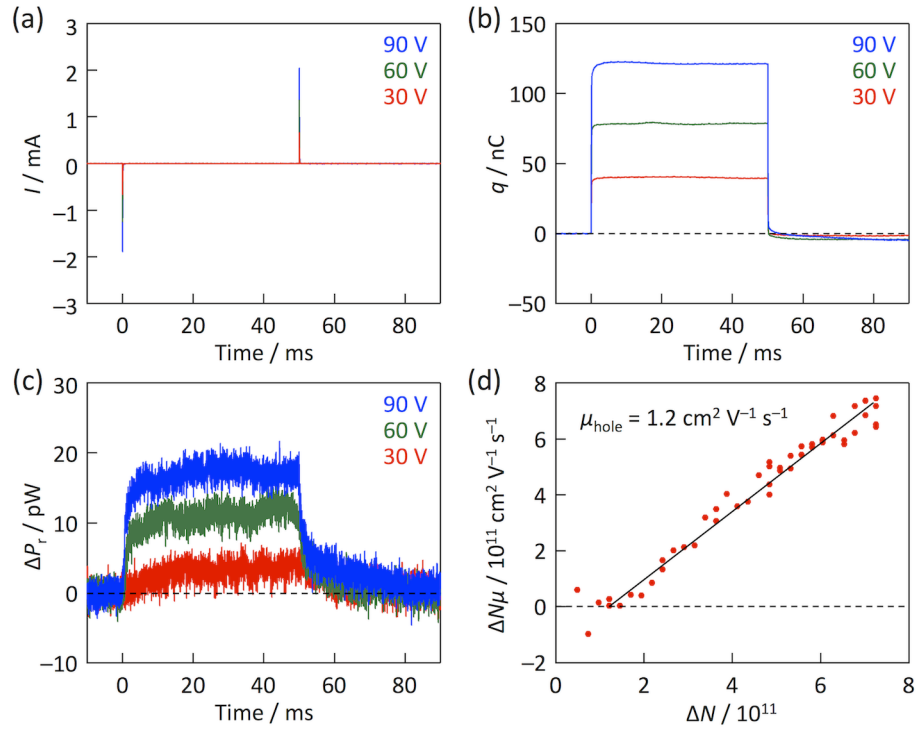 (a)
3
2
1
0
−1
−2
−3
I / mA
90 V
60 V
30 V
0
20
40
60
80
Time / ms
(b)
150
100
50
0
−50
q / nC
90 V
60 V
30 V
0
20
40
60
80
Time / ms
(c)
30
20
10
0
−10
ΔPr / pW
90 V
60 V
30 V
0
20
40
60
80
Time / ms
(d)
8
6
4
2
0
−2
ΔNμ / 10¹¹ cm² V⁻¹ s⁻¹
μhole = 1.2 cm² V⁻¹ s⁻¹
0
2
4
6
8
ΔN / 10¹¹